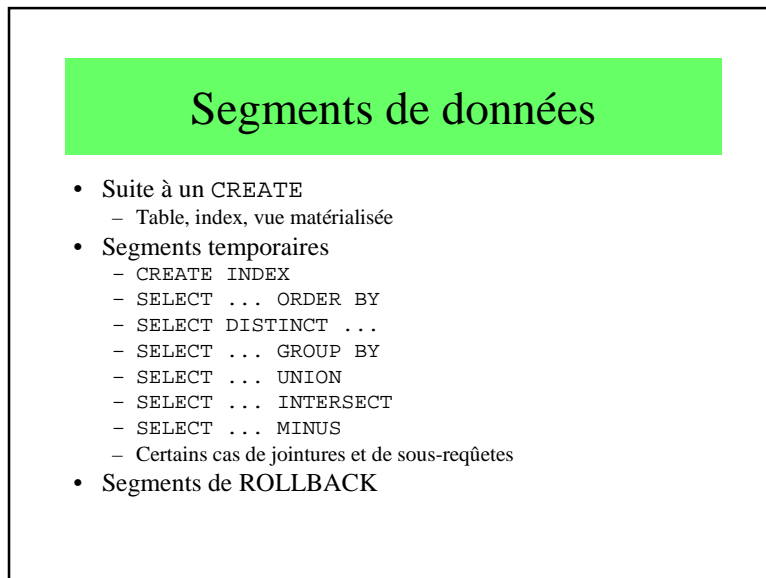 Segments de données
• Suite à un CREATE
– Table, index, vue matérialisée
• Segments temporaires
– CREATE INDEX
– SELECT ... ORDER BY
– SELECT DISTINCT ...
– SELECT ... GROUP BY
– SELECT ... UNION
– SELECT ... INTERSECT
– SELECT ... MINUS
– Certains cas de jointures et de sous-reqûetes
• Segments de ROLLBACK